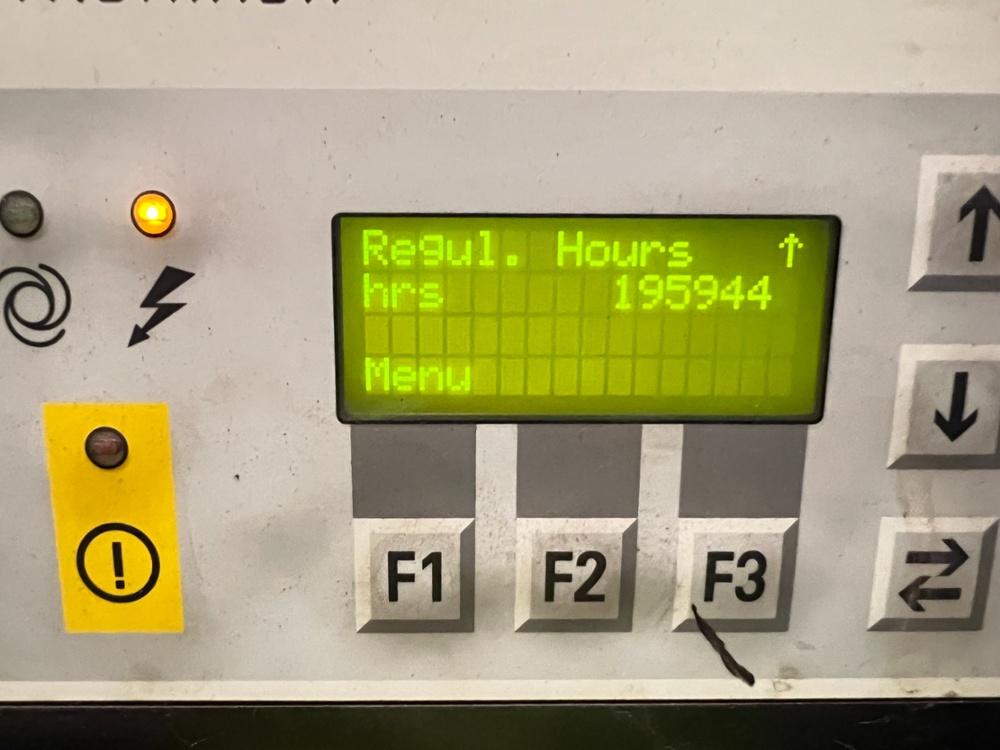 Regul. Hours ↑
hrs 195944
Menu
F1 F2 F3